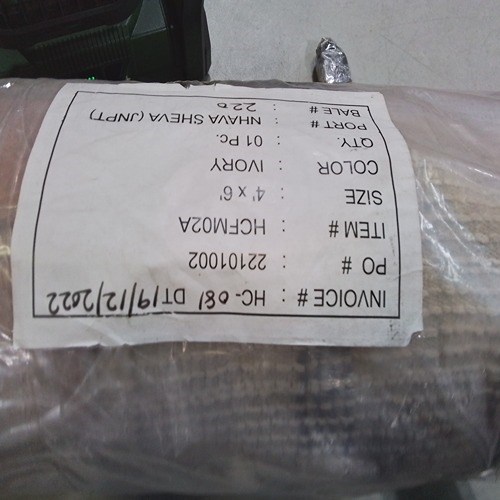 INVOICE # : HC-081 DT19/12/2022
PO # : 22101002
ITEM # : HCFM02A
SIZE : 4' x 6'
COLOR : IVORY
QTY. : 01 Pc.
PORT # : NHAVA SHEVA (JNPT)
BALE # : 220